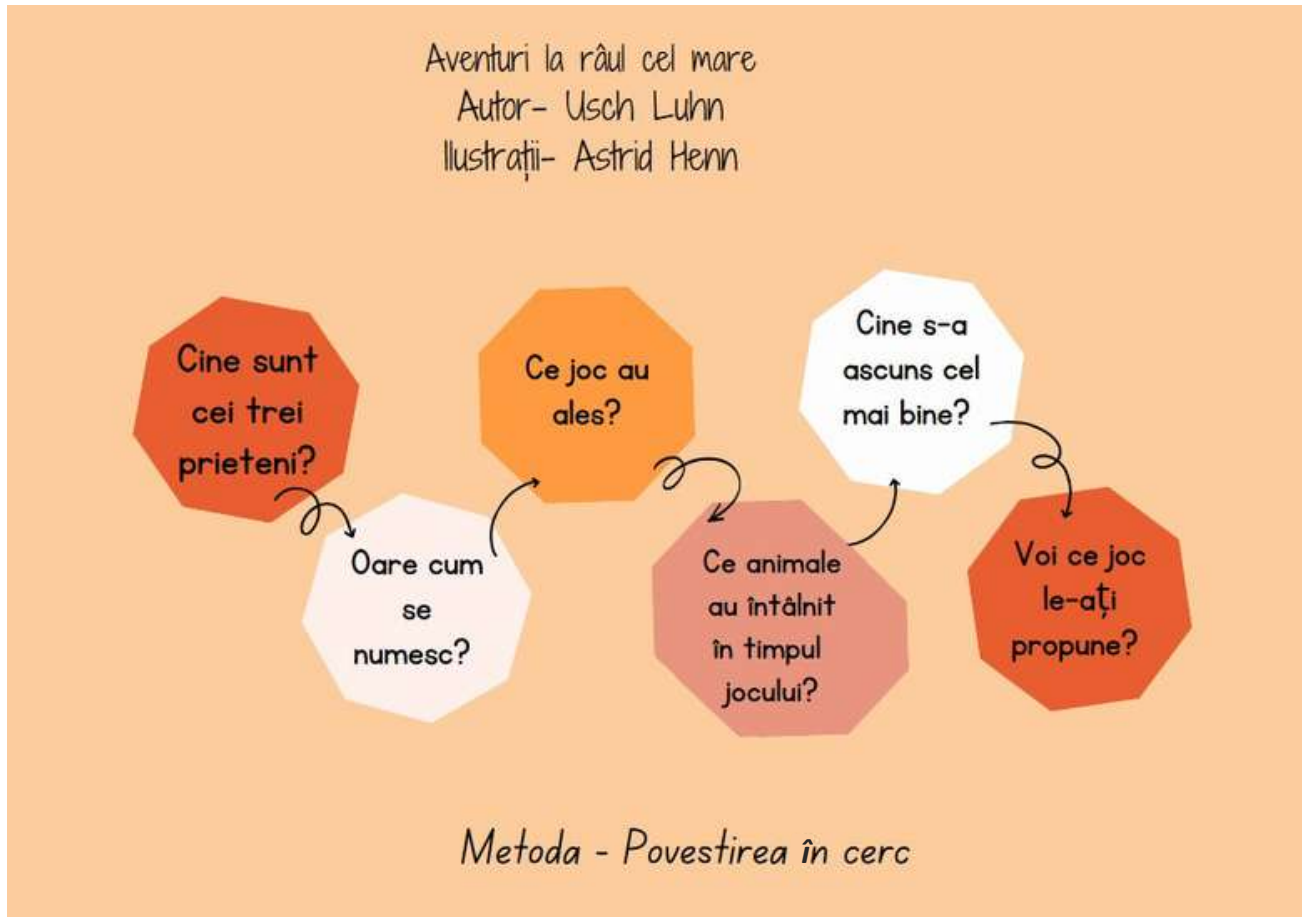 Aventuri la râul cel mare
Autor- Usch Luhn
Ilustrații- Astrid Henn
Cine sunt
cei trei
prieteni?
Oare cum
se
numesc?
Ce joc au
ales?
Ce animale
au întâlnit
în timpul
jocului?
Cine s-a
ascuns cel
mai bine?
Voi ce joc
le-ați
propune?
Metoda - Povestirea în cerc